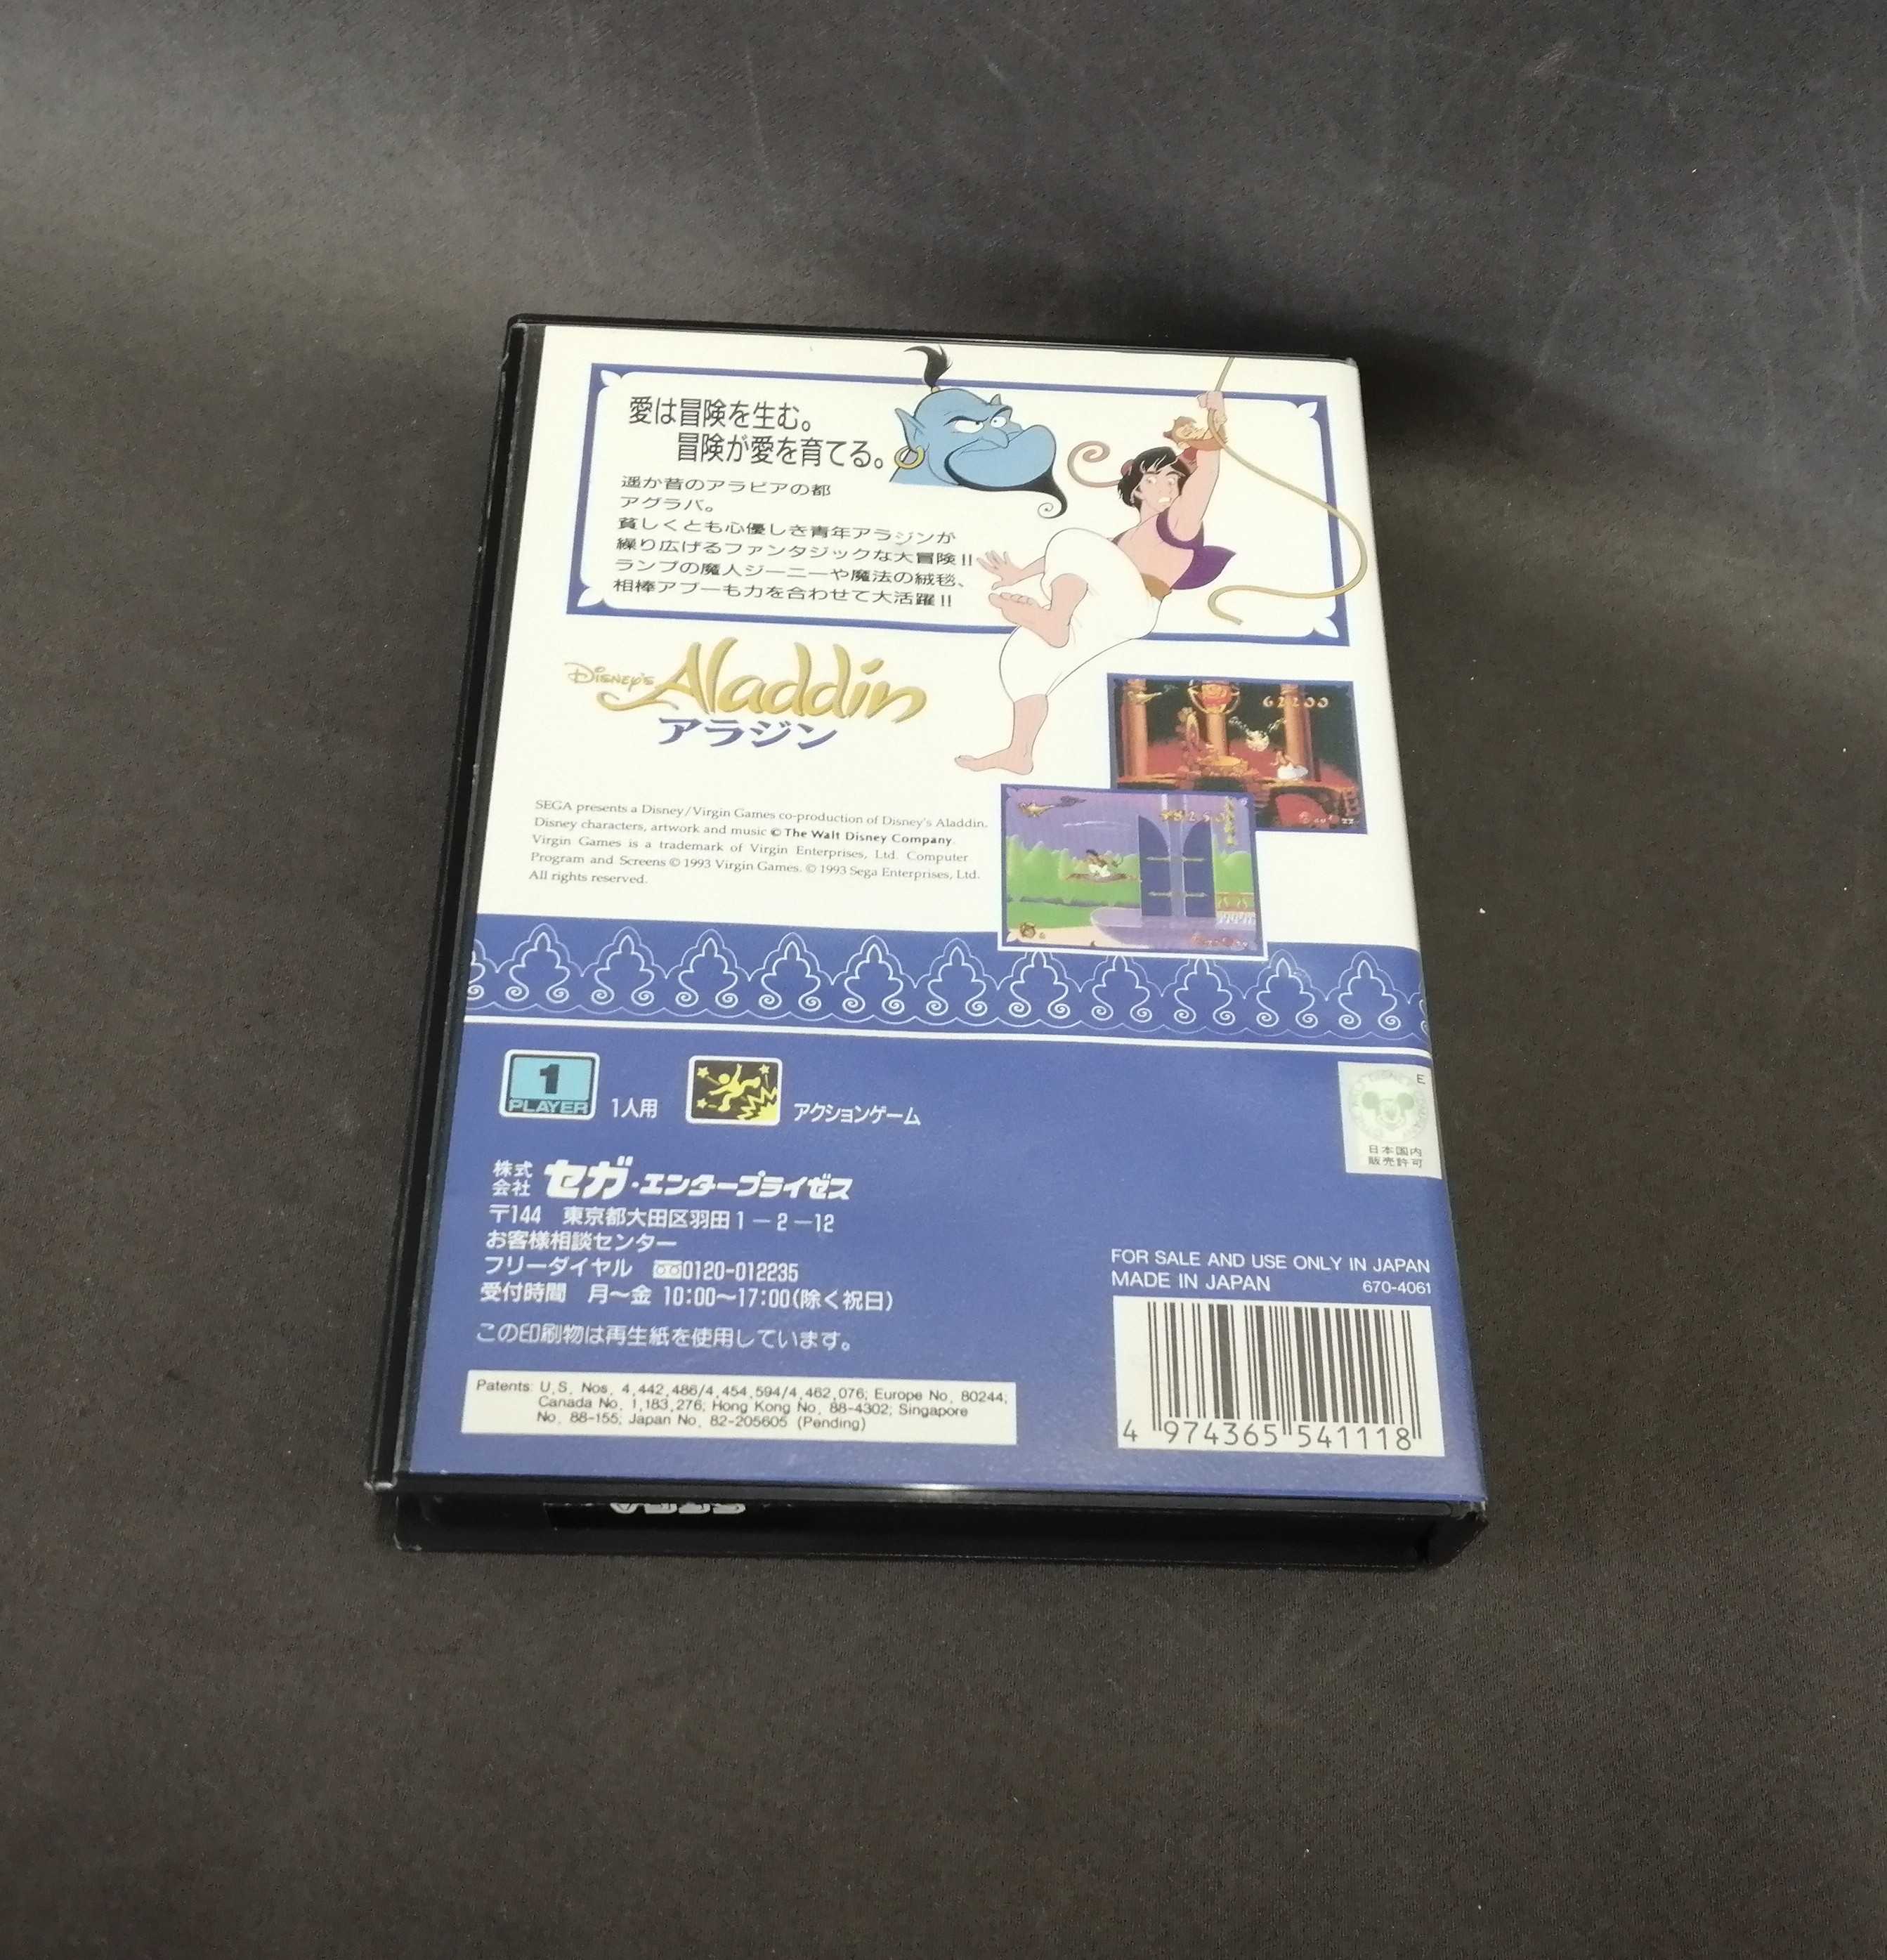 愛は冒険を生む。
冒険が愛を育てる。
遥か昔のアラビアの都
アグラバ。
貧しくとも心優しき青年アラジンが
繰り広げるファンタジックな大冒険!!
ランプの魔人ジーニーや魔法の絨毯、
相棒アブーも力を合わせて大活躍!!
DISNEY'S Aladdin
アラジン
62200
SEGA presents a Disney/Virgin Games co-production of Disney's Aladdin.
Disney characters, artwork and music © The Walt Disney Company.
Virgin Games is a trademark of Virgin Enterprises, Ltd. Computer
Program and Screens © 1993 Virgin Games. © 1993 Sega Enterprises, Ltd.
All rights reserved.
1
PLAYER
1人用
アクションゲーム
E
日本国内
販売許可
株式会社 セガ・エンタープライゼス
〒144 東京都大田区羽田1－2－12
お客様相談センター
フリーダイヤル 0120-012235
受付時間 月～金 10:00～17:00(除く祝日)
この印刷物は再生紙を使用しています。
FOR SALE AND USE ONLY IN JAPAN
MADE IN JAPAN 670-4061
Patents: U.S. Nos. 4,442,486/4,454,594/4,462,076; Europe No. 80244;
Canada No. 1,183,276; Hong Kong No. 88-4302; Singapore
No. 88-155; Japan No. 82-205605 (Pending)
4 974365 541118